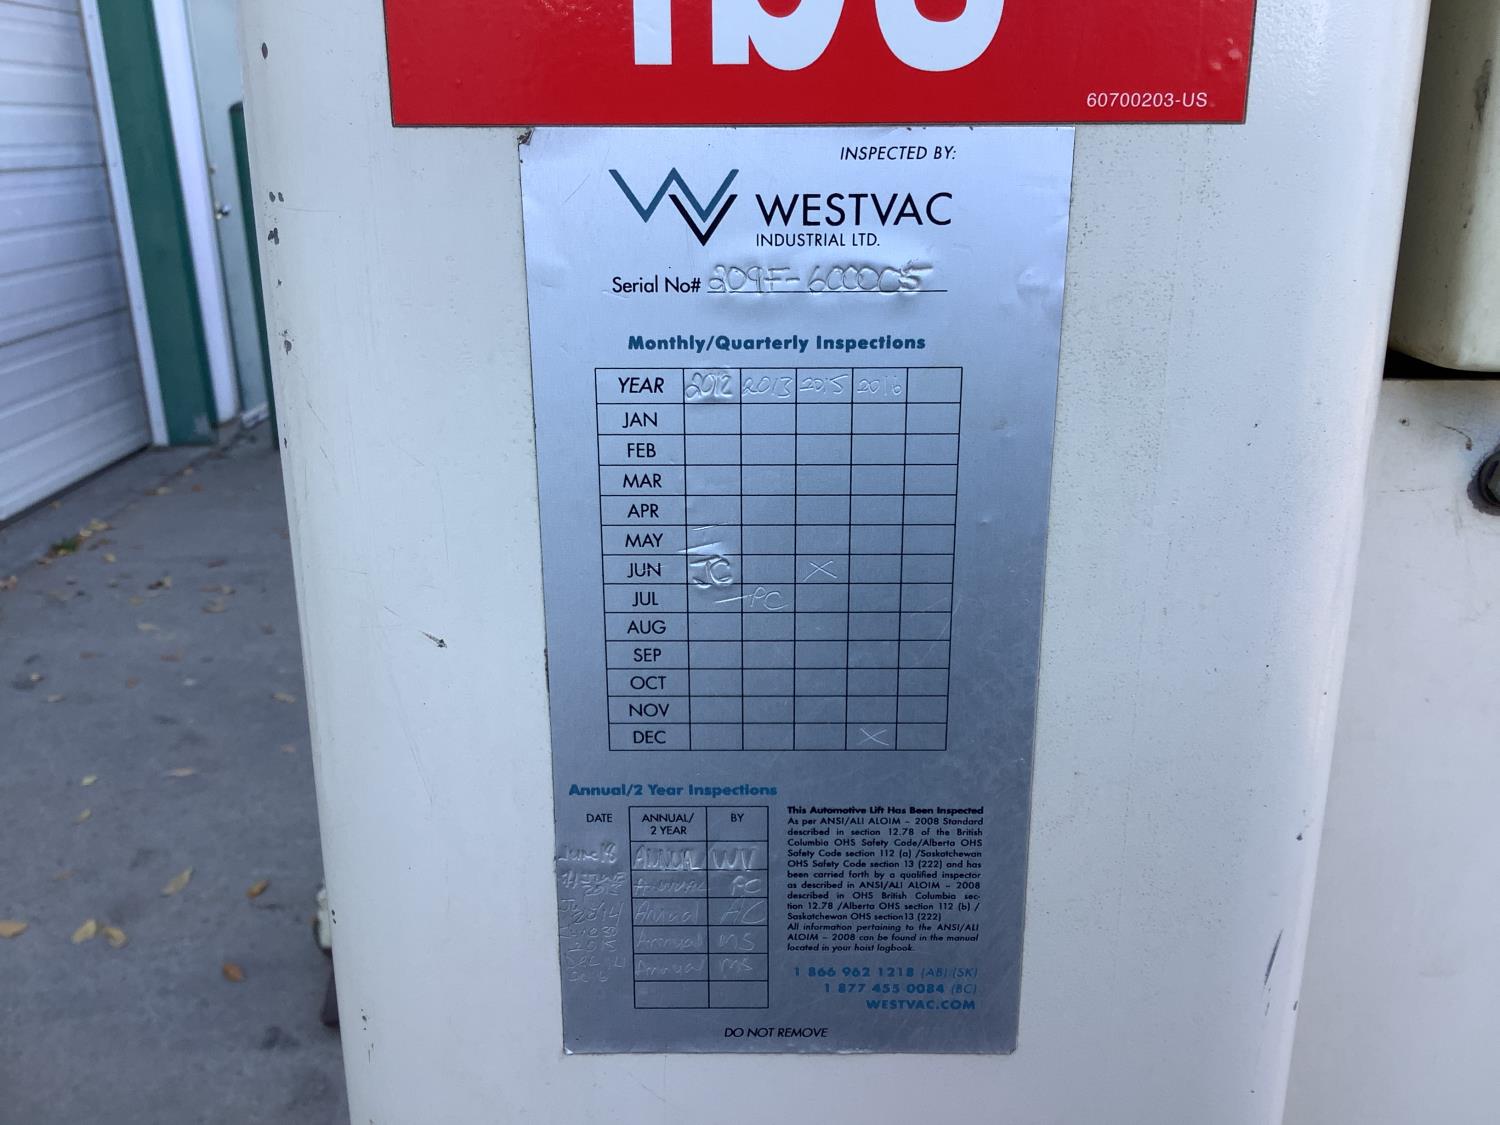 60700203-US
INSPECTED BY:
WESTVAC
INDUSTRIAL LTD.
Serial No# 209F-600005
Monthly/Quarterly Inspections
YEAR 2012 2013 2015 2016
JAN
FEB
MAR
APR
MAY
JUN JC X
JUL PC
AUG
SEP
OCT
NOV
DEC X
Annual/2 Year Inspections
DATE ANNUAL/ 2 YEAR BY
June 18 ANNUAL WV
ANNUAL PC
2014 Annual AC
2015 Annual MS
Annual MS
This Automotive Lift Has Been Inspected
As per ANSI/ALI ALOIM – 2008 Standard
described in section 12.78 of the British
Columbia OHS Safety Code/Alberta OHS
Safety Code section 112 (a) /Saskatchewan
OHS Safety Code section 13 (222) and has
been carried forth by a qualified inspector
as described in ANSI/ALI ALOIM – 2008
described in OHS British Columbia sec-
tion 12.78 /Alberta OHS section 112 (b) /
Saskatchewan OHS section13 (222)
All information pertaining to the ANSI/ALI
ALOIM – 2008 can be found in the manual
located in your hoist logbook.
1 866 962 1218 (AB) (SK)
1 877 455 0084 (BC)
WESTVAC.COM
DO NOT REMOVE